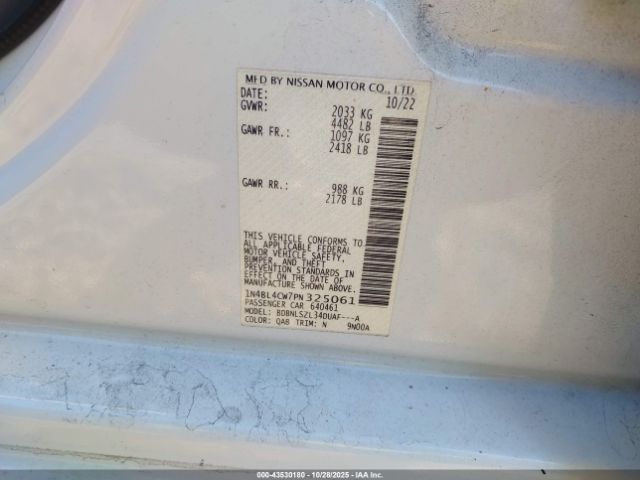 MFD BY NISSAN MOTOR CO., LTD
DATE: 10/22
GVWR: 2033 KG
4482 LB
GAWR FR.: 1097 KG
2418 LB
GAWR RR.: 988 KG
2178 LB
THIS VEHICLE CONFORMS TO
ALL APPLICABLE FEDERAL
MOTOR VEHICLE SAFETY,
BUMPER, AND THEFT
PREVENTION STANDARDS IN
EFFECT ON THE DATE OF
MANUFACTURE SHOWN ABOVE.
1N4BL4CW7PN325061
PASSENGER CAR 640461
MODEL: BDBNLSZL34DUAF---A
COLOR: QAB TRIM: N 9N00A
000-43530180 | 10/28/2025 | IAA, Inc.